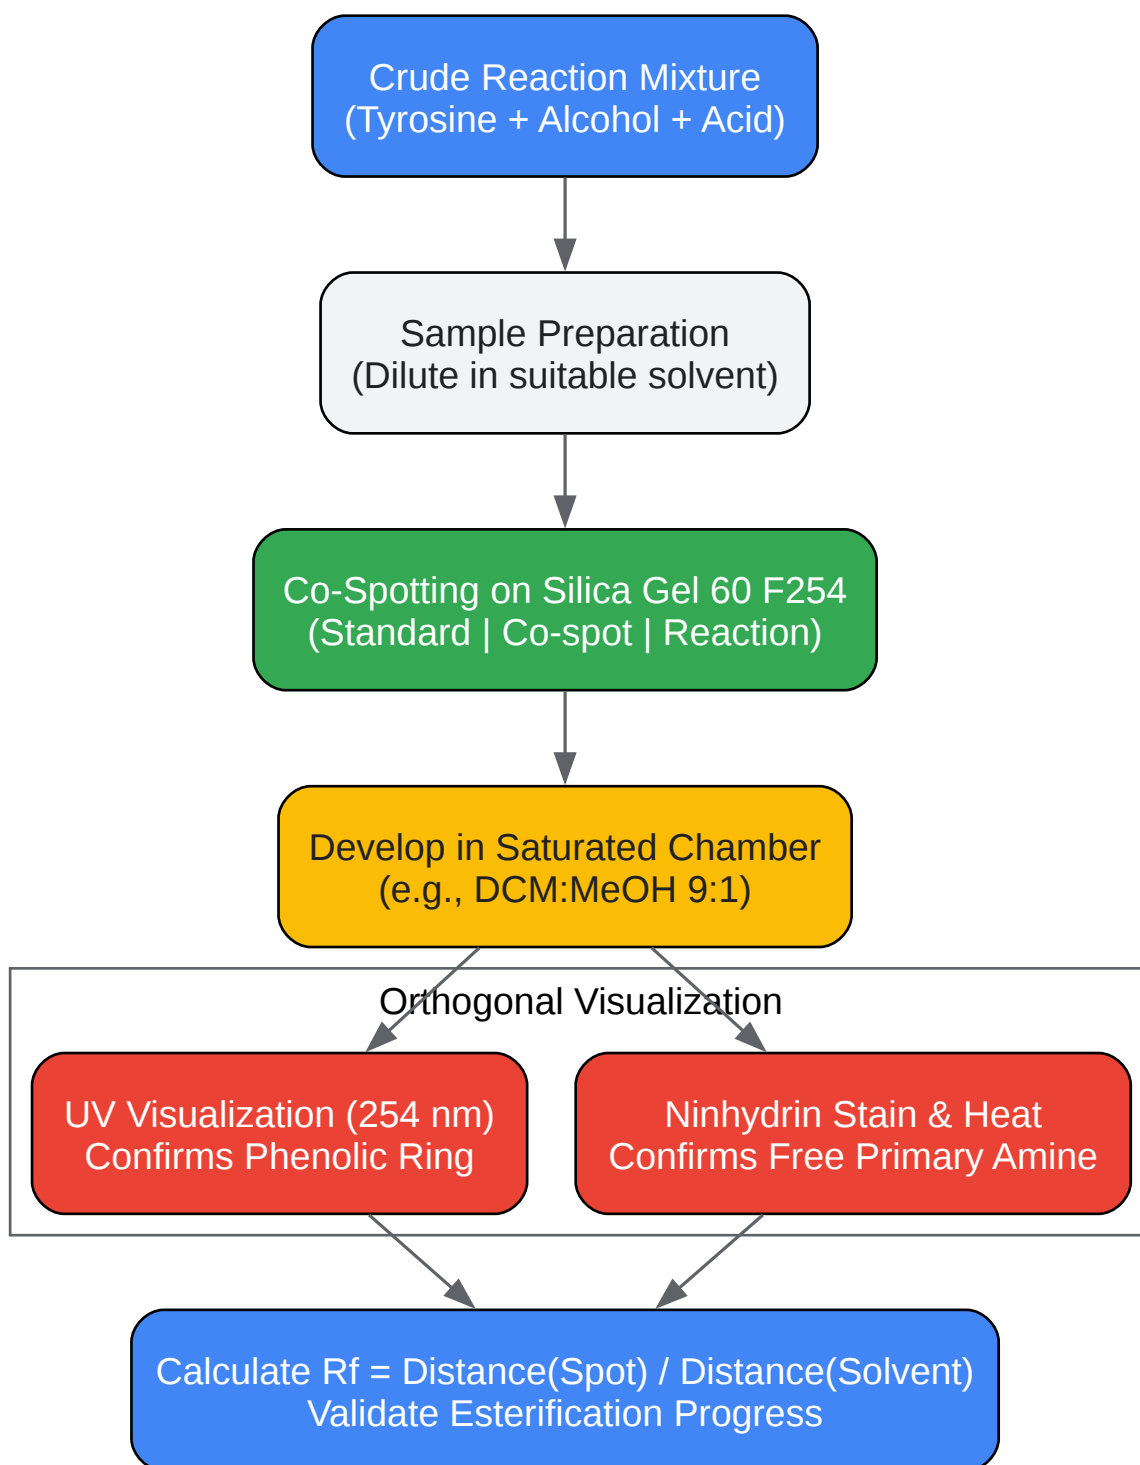 Crude Reaction Mixture
(Tyrosine + Alcohol + Acid)
Sample Preparation
(Dilute in suitable solvent)
Co-Spotting on Silica Gel 60 F254
(Standard | Co-spot | Reaction)
Develop in Saturated Chamber
(e.g., DCM:MeOH 9:1)
Orthogonal Visualization
UV Visualization (254 nm)
Confirms Phenolic Ring
Ninhydrin Stain & Heat
Confirms Free Primary Amine
Calculate Rf = Distance(Spot) / Distance(Solvent)
Validate Esterification Progress